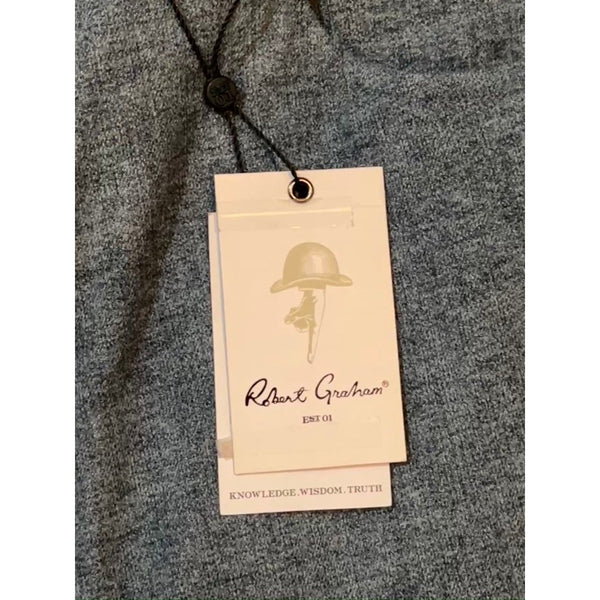 Robert Graham®
EST 01
KNOWLEDGE.WISDOM.TRUTH